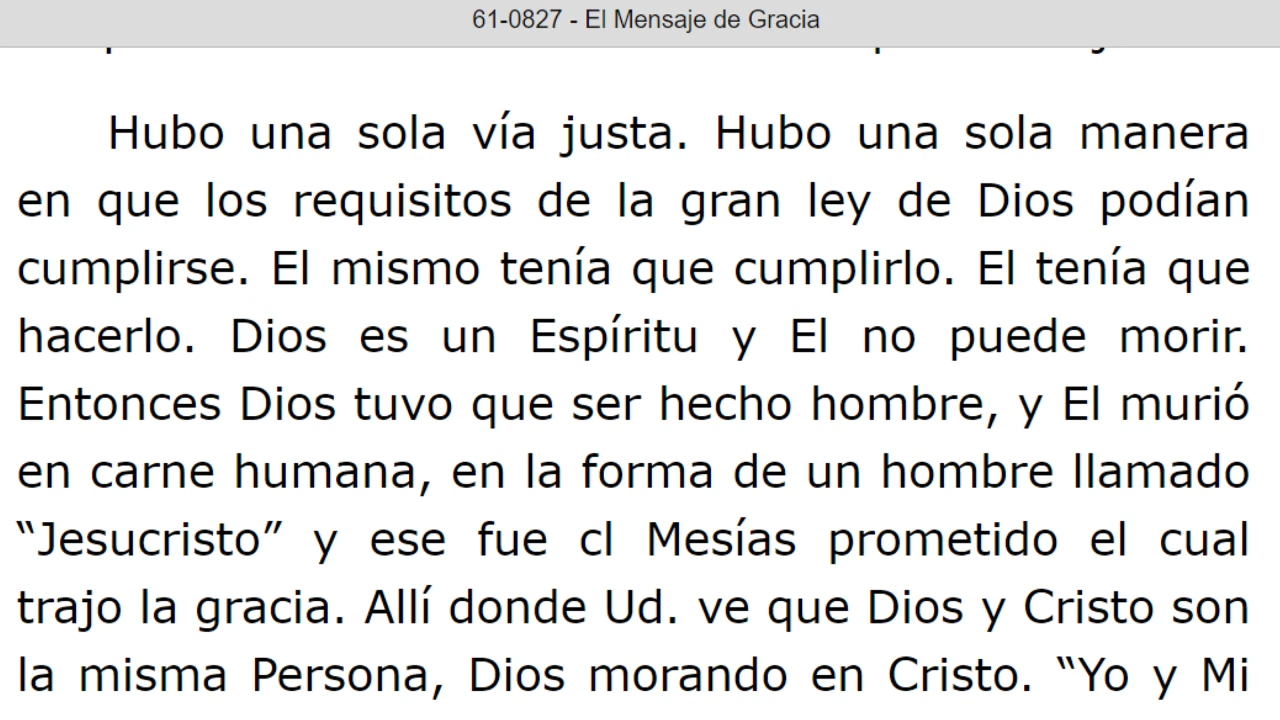 61-0827 - El Mensaje de Gracia
Hubo una sola vía justa. Hubo una sola manera
en que los requisitos de la gran ley de Dios podían
cumplirse. El mismo tenía que cumplirlo. El tenía que
hacerlo. Dios es un Espíritu y El no puede morir.
Entonces Dios tuvo que ser hecho hombre, y El murió
en carne humana, en la forma de un hombre llamado
“Jesucristo” y ese fue cl Mesías prometido el cual
trajo la gracia. Allí donde Ud. ve que Dios y Cristo son
la misma Persona, Dios morando en Cristo. “Yo y Mi